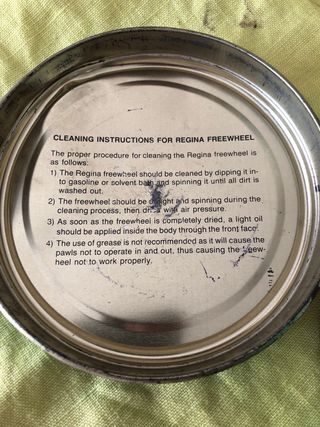 CLEANING INSTRUCTIONS FOR REGINA FREEWHEEL
The proper procedure for cleaning the Regina freewheel is
as follows:
1) The Regina freewheel should be cleaned by dipping it in-
to gasoline or solvent bath and spinning it until all dirt is
washed out.
2) The freewheel should be and spinning during the
cleaning process, then with air pressure.
3) As soon as the freewheel is completely dried, a light oil
should be applied inside the body through the front face.
4) The use of grease is not recommended as it will cause the
pawls not to operate in and out, thus causing the free-
wheel not to work properly.